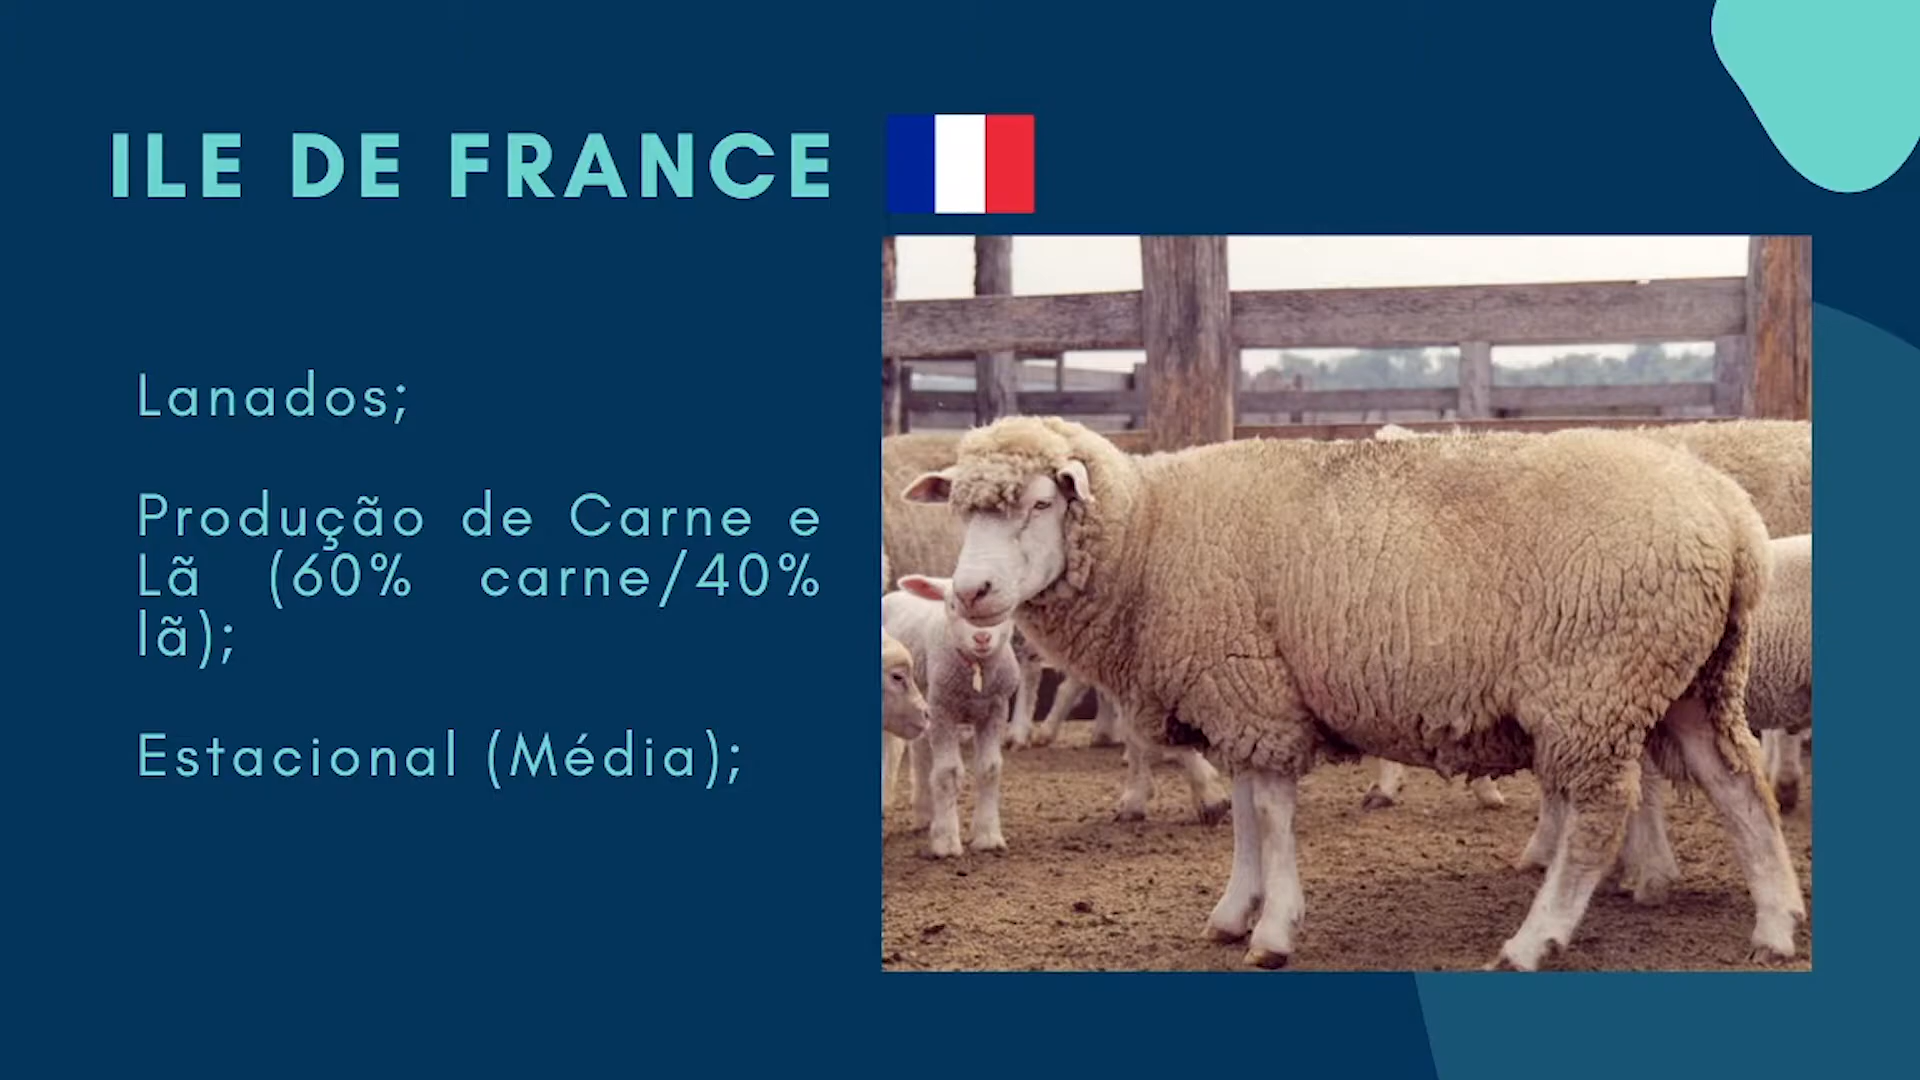 ILE DE FRANCE
Lanados;
Produção de Carne e
Lã (60% carne/40%
lã);
Estacional (Média);